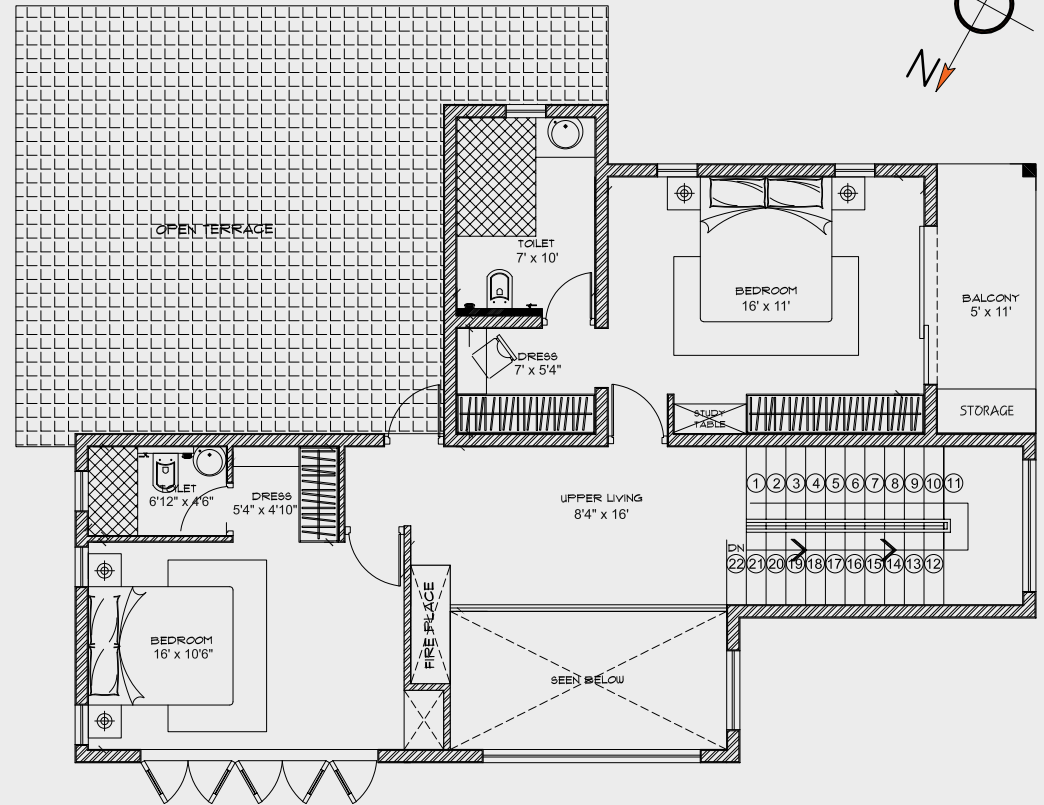 N
OPEN TERRACE
TOILET
7' x 10'
BEDROOM
16' x 11'
BALCONY
5' x 11'
DRESS
7' x 5'4"
STUDY
TABLE
STORAGE
TOILET
6'12" x 4'6"
DRESS
5'4" x 4'10"
UPPER LIVING
8'4" x 16'
1 2 3 4 5 6 7 8 9 10 11
DN
22 21 20 19 18 17 16 15 14 13 12
FIRE PLACE
BEDROOM
16' x 10'6"
SEEN BELOW